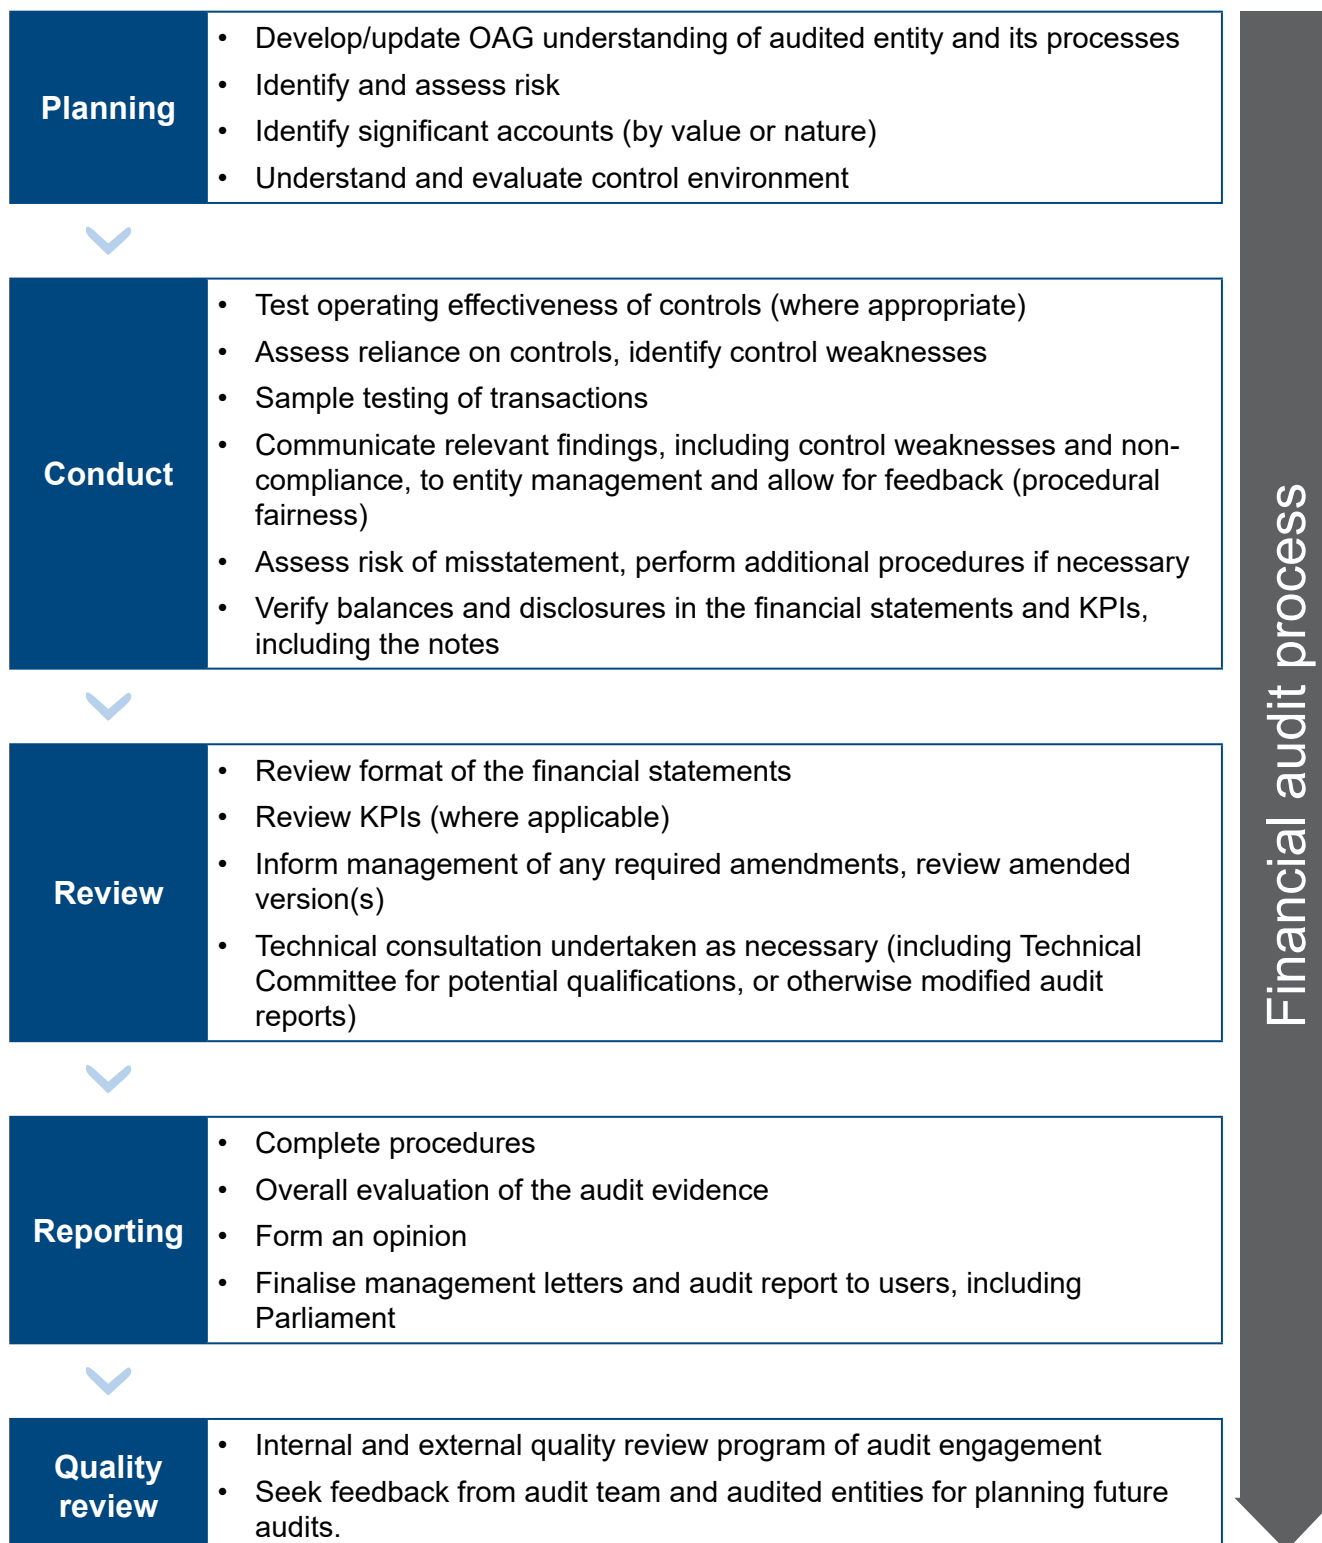 Planning
• Develop/update OAG understanding of audited entity and its processes
• Identify and assess risk
• Identify significant accounts (by value or nature)
• Understand and evaluate control environment
Conduct
• Test operating effectiveness of controls (where appropriate)
• Assess reliance on controls, identify control weaknesses
• Sample testing of transactions
• Communicate relevant findings, including control weaknesses and non-
compliance, to entity management and allow for feedback (procedural
fairness)
• Assess risk of misstatement, perform additional procedures if necessary
• Verify balances and disclosures in the financial statements and KPIs,
including the notes
Review
• Review format of the financial statements
• Review KPIs (where applicable)
• Inform management of any required amendments, review amended
version(s)
• Technical consultation undertaken as necessary (including Technical
Committee for potential qualifications, or otherwise modified audit
reports)
Reporting
• Complete procedures
• Overall evaluation of the audit evidence
• Form an opinion
• Finalise management letters and audit report to users, including
Parliament
Quality
review
• Internal and external quality review program of audit engagement
• Seek feedback from audit team and audited entities for planning future
audits.
Financial audit process